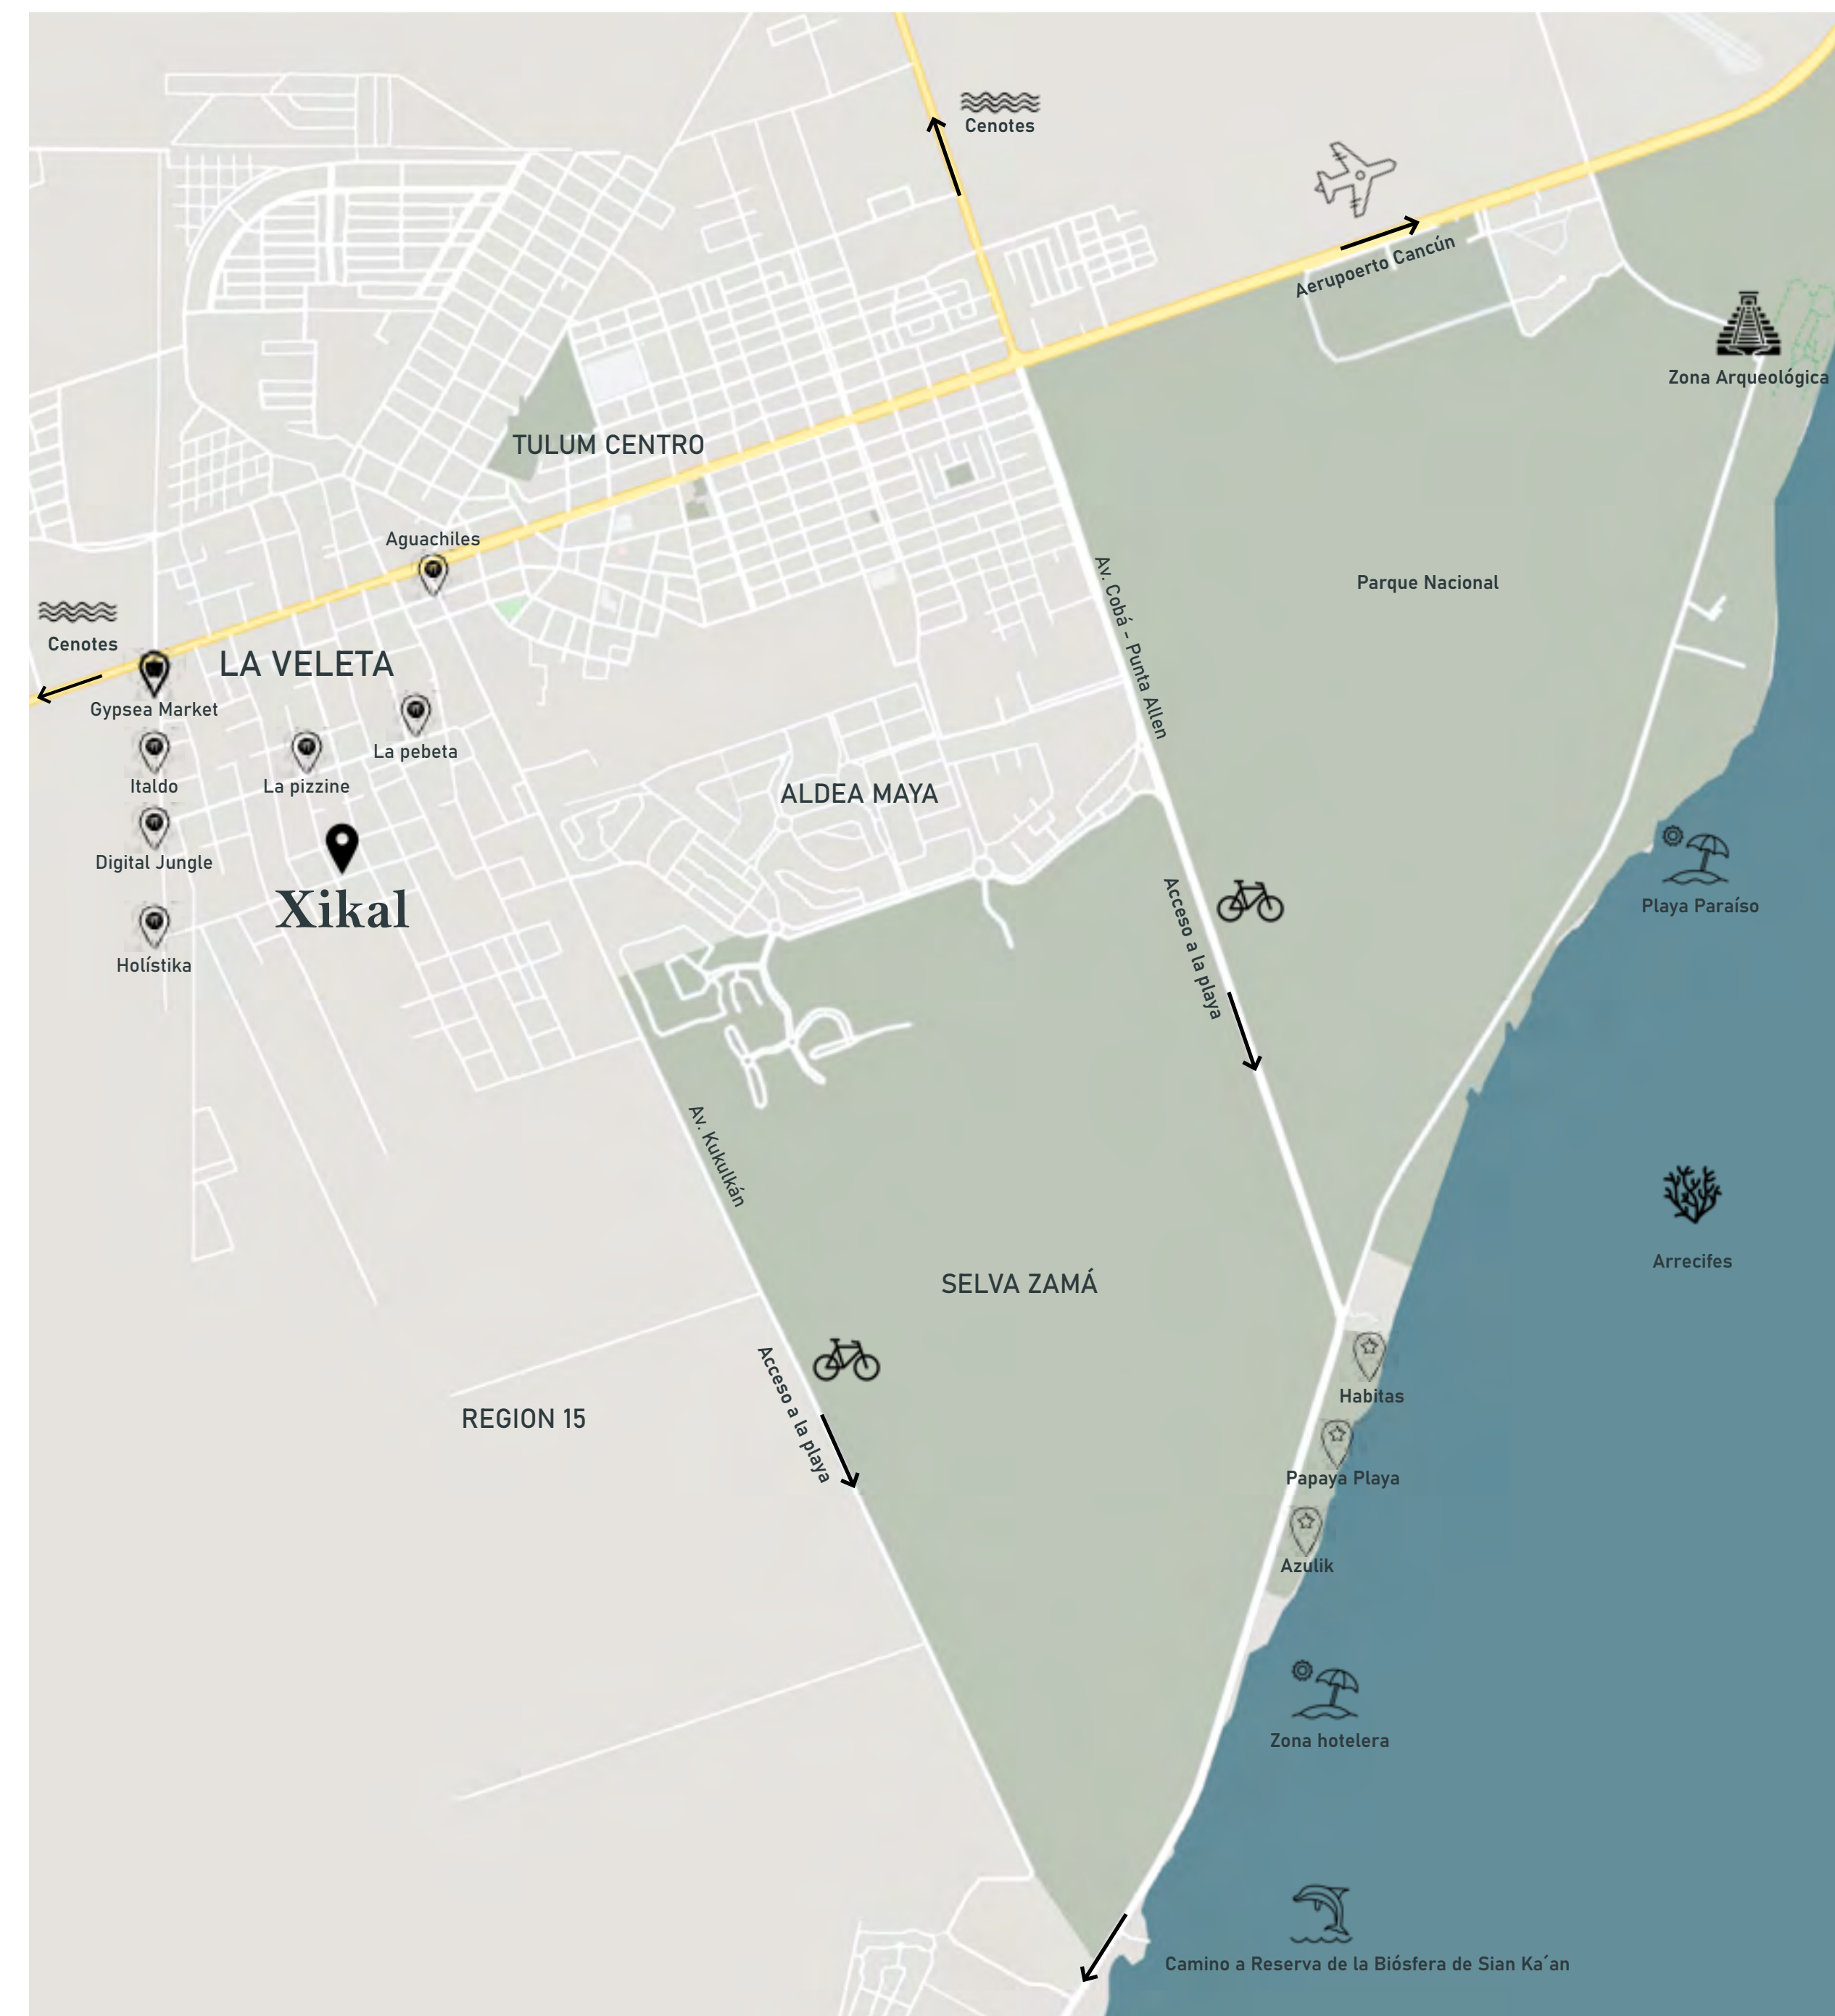 Cenotes
Aerupoerto Cancún
Zona Arqueológica
TULUM CENTRO
Aguachiles
Parque Nacional
Av. Cobá - Punta Allen
Cenotes
LA VELETA
Gypsea Market
La pebeta
Italdo
La pizzine
ALDEA MAYA
Digital Jungle
Xikal
Playa Paraíso
Acceso a la playa
Holístika
Av. Kukulkán
Arrecifes
SELVA ZAMÁ
Acceso a la playa
Habitas
REGION 15
Papaya Playa
Azulik
Zona hotelera
Camino a Reserva de la Biósfera de Sian Ka´an